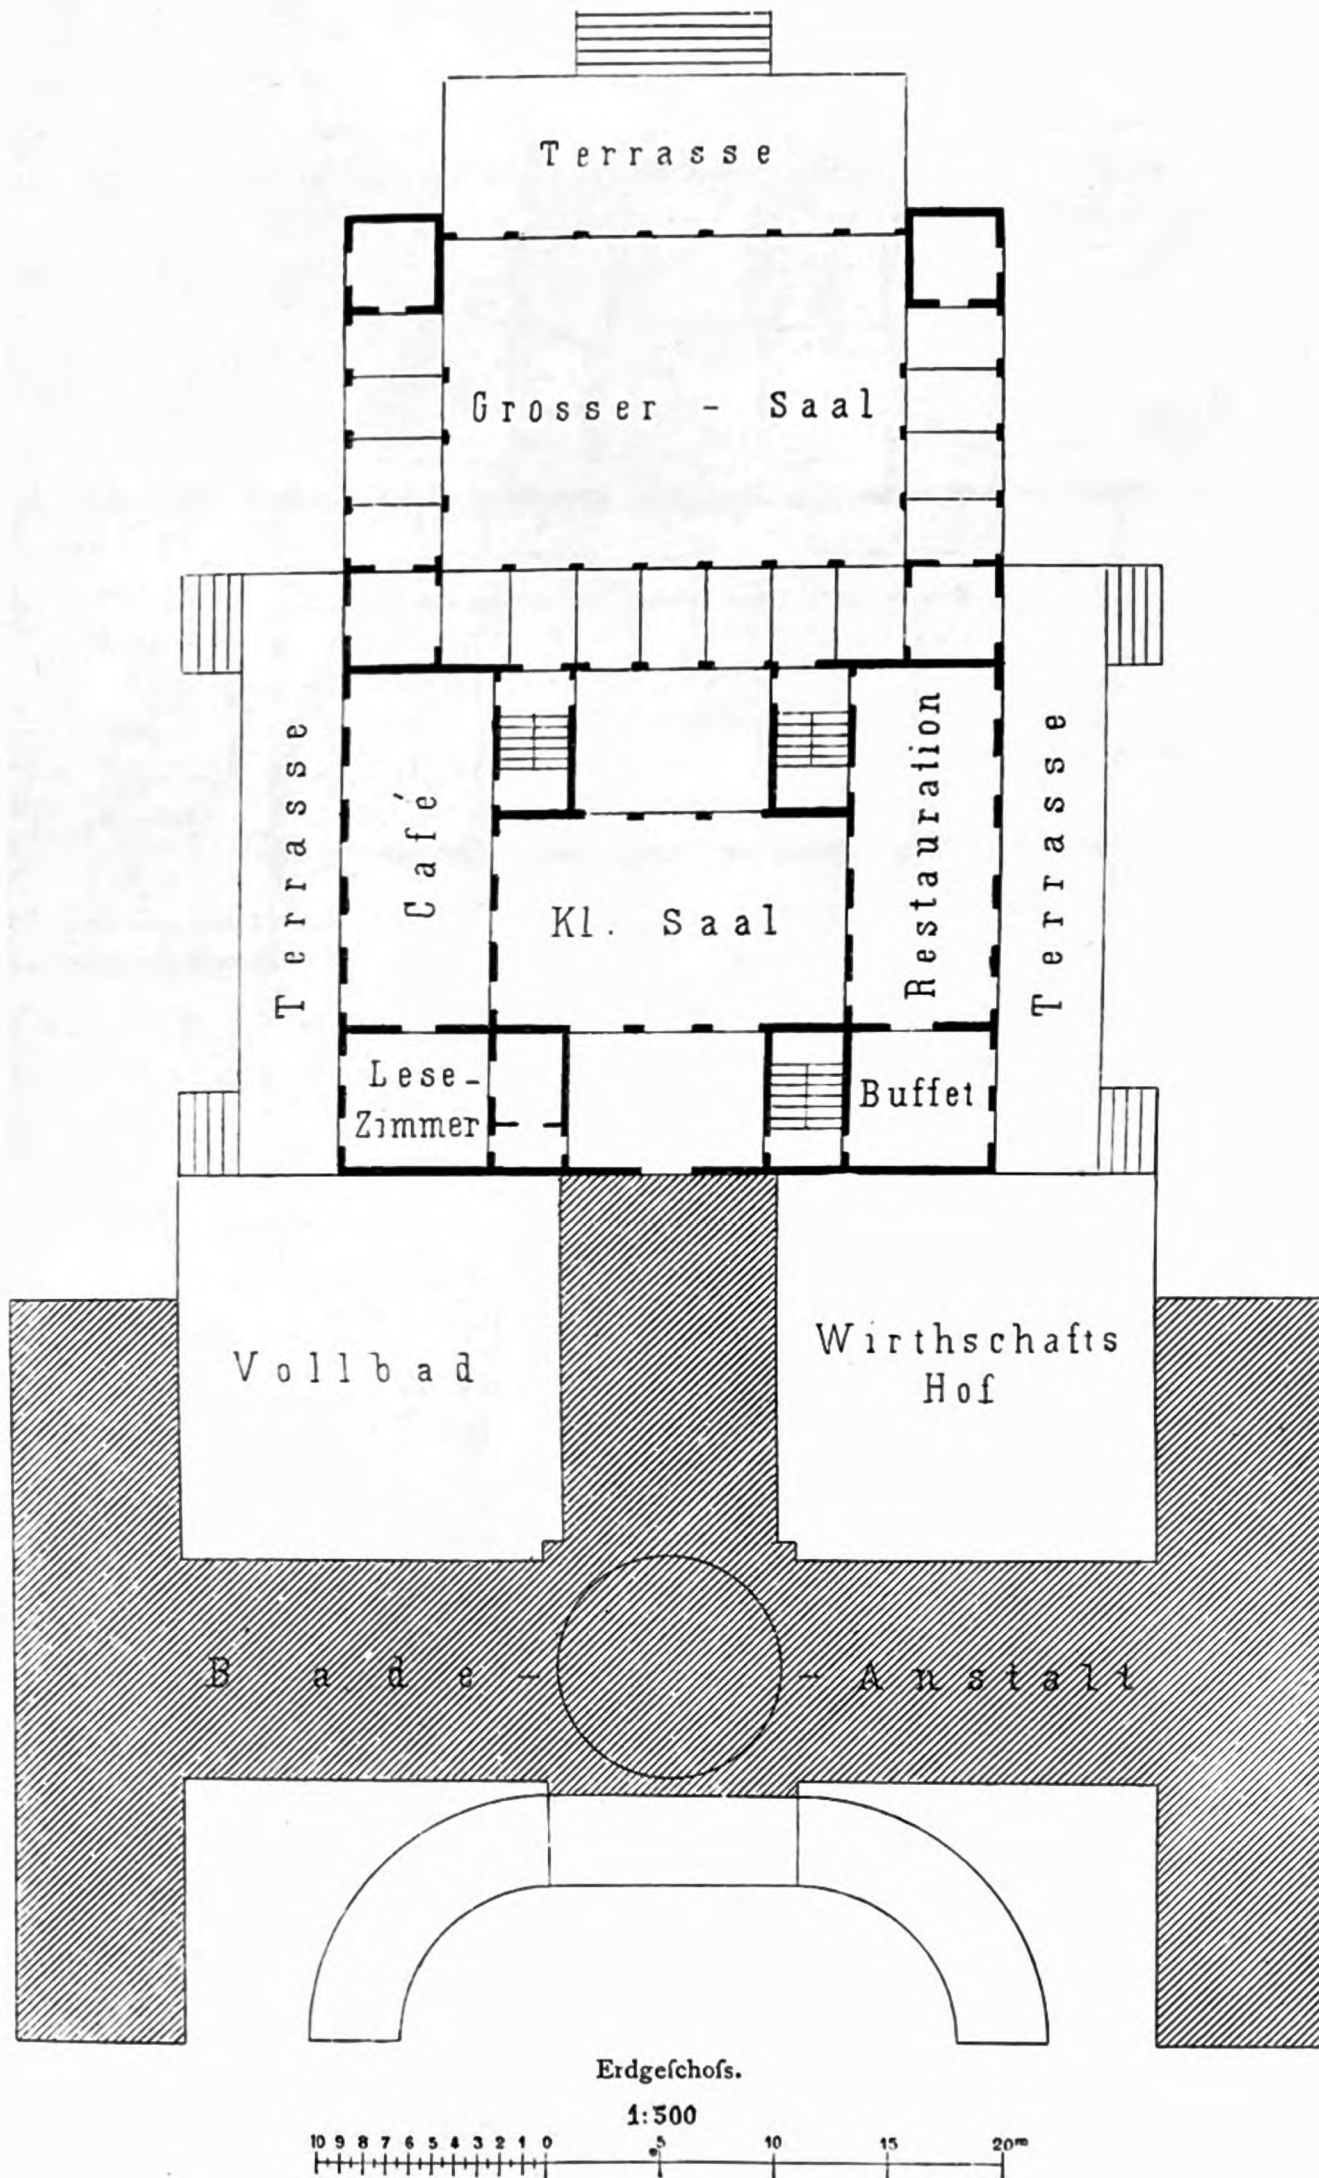 Terrasse
Grosser - Saal
Terrasse
Café
Kl. Saal
Restauration
Terrasse
Lese-
Zimmer
Buffet
Vollbad
Wirthschafts
Hof
Bade - - Anstalt
Erdgeſchoſs.
1:500
10 9 8 7 6 5 4 3 2 1 0 5 10 15 20m